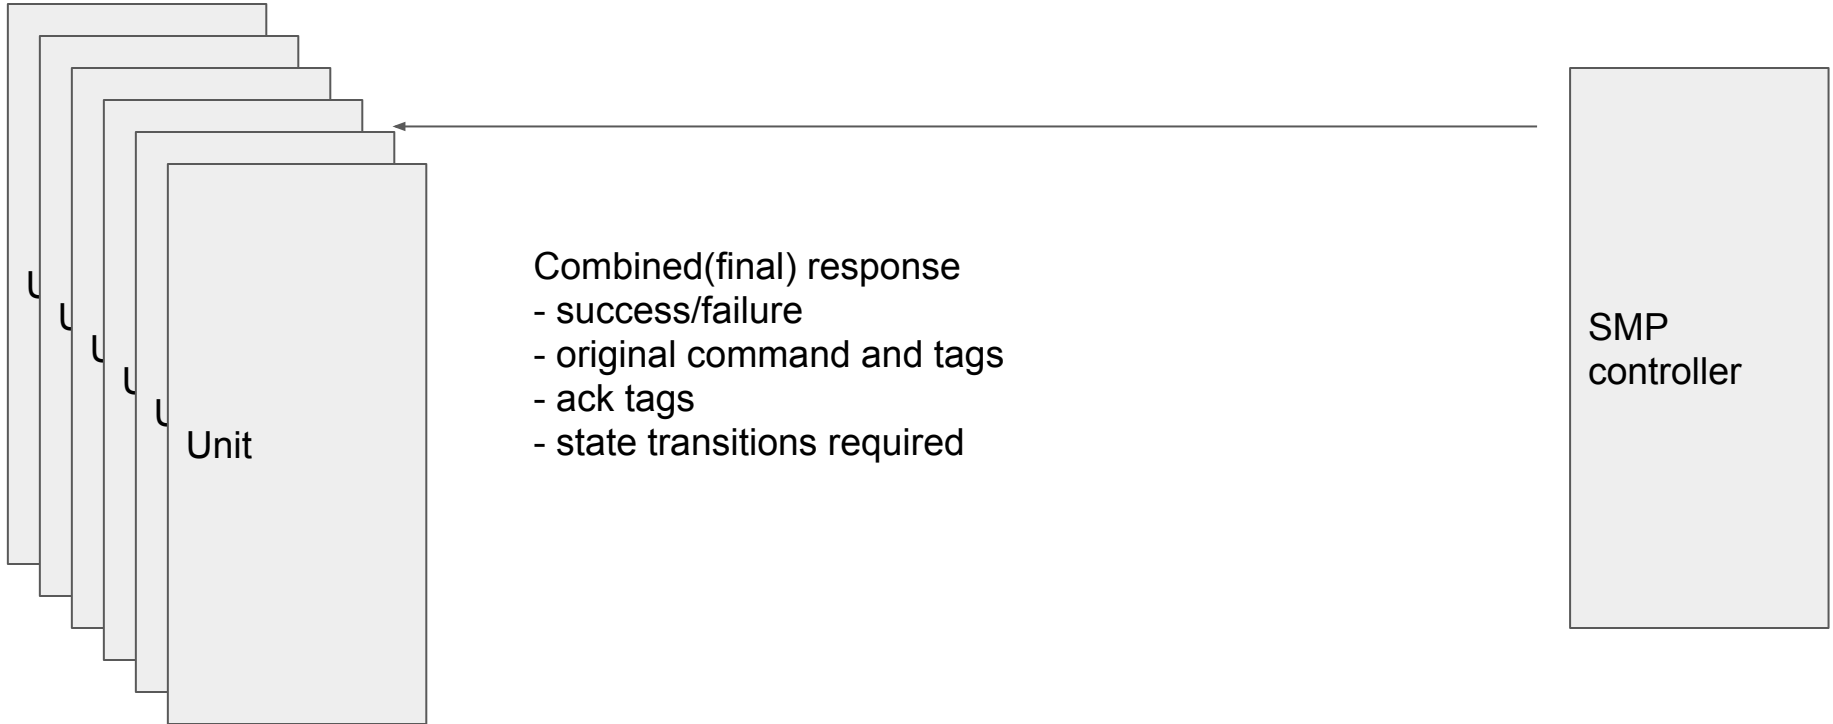 U
U
U
U
U
Unit
Combined(final) response
- success/failure
- original command and tags
- ack tags
- state transitions required
SMP
controller